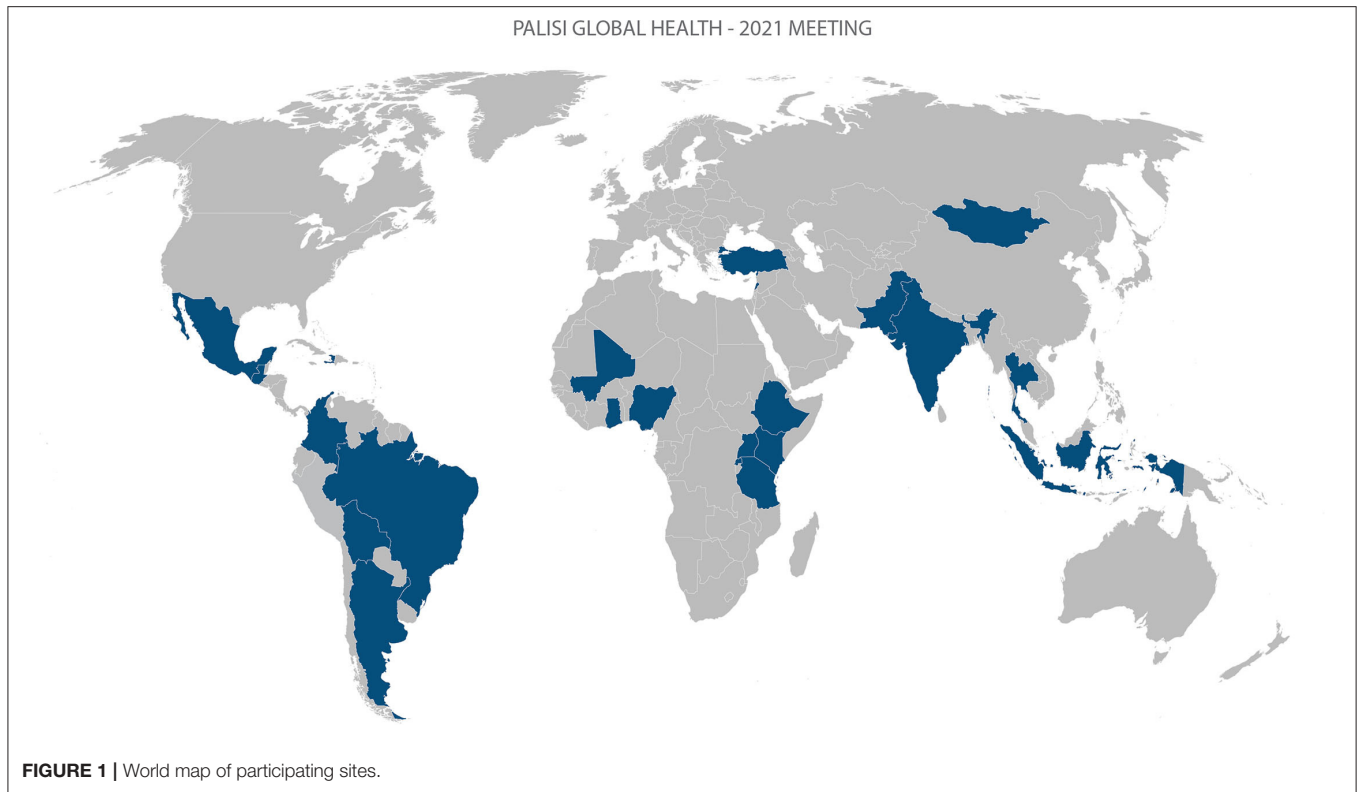 PALISI GLOBAL HEALTH - 2021 MEETING
FIGURE 1 | World map of participating sites.